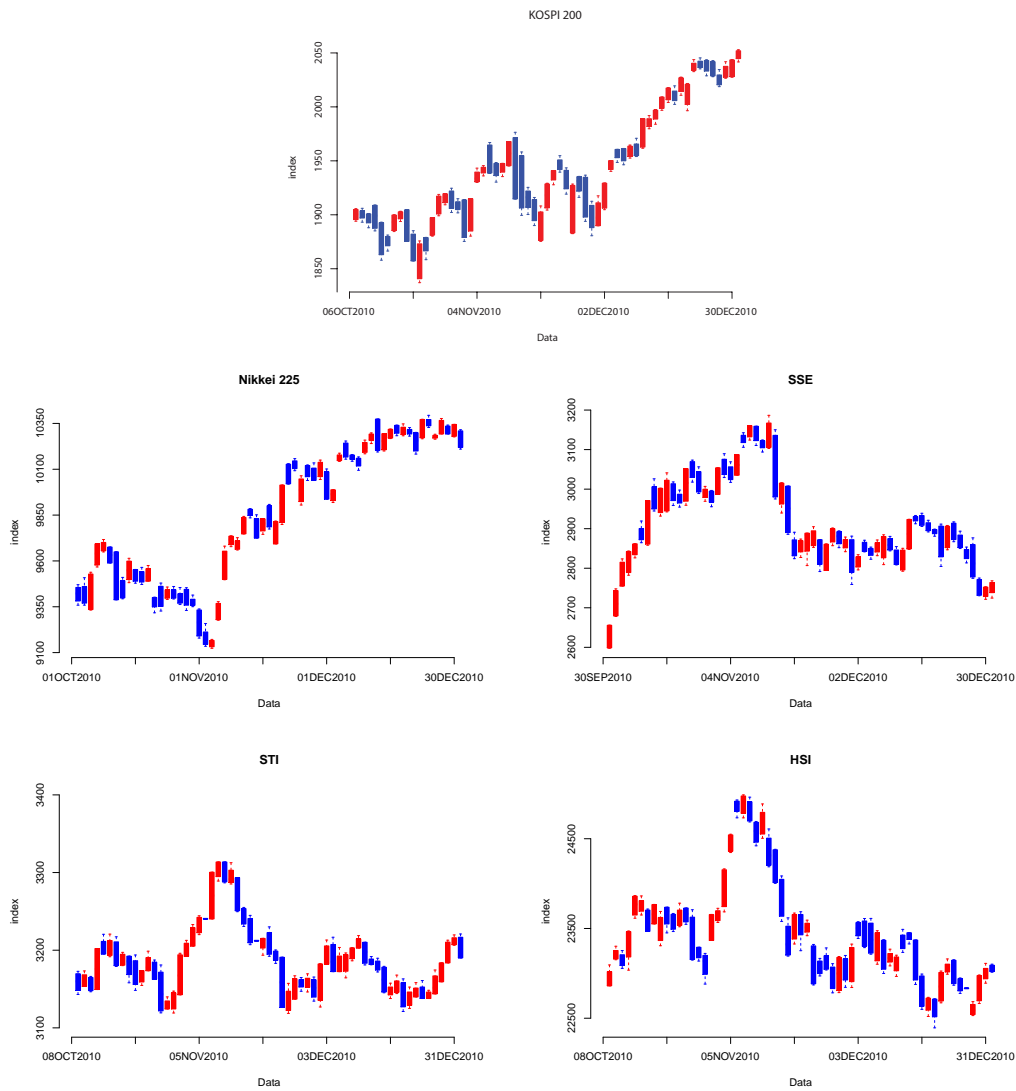 KOSPI 200
2050
2000
1950
1900
1850
index
06OCT2010 04NOV2010 02DEC2010 30DEC2010
Data
Nikkei 225
10350
10100
9850
9600
9350
9100
index
01OCT2010 01NOV2010 01DEC2010 30DEC2010
Data
SSE
3200
3100
3000
2900
2800
2700
2600
index
30SEP2010 04NOV2010 02DEC2010 30DEC2010
Data
STI
3400
3300
3200
3100
index
08OCT2010 05NOV2010 03DEC2010 31DEC2010
Data
HSI
24500
23500
22500
index
08OCT2010 05NOV2010 03DEC2010 31DEC2010
Data